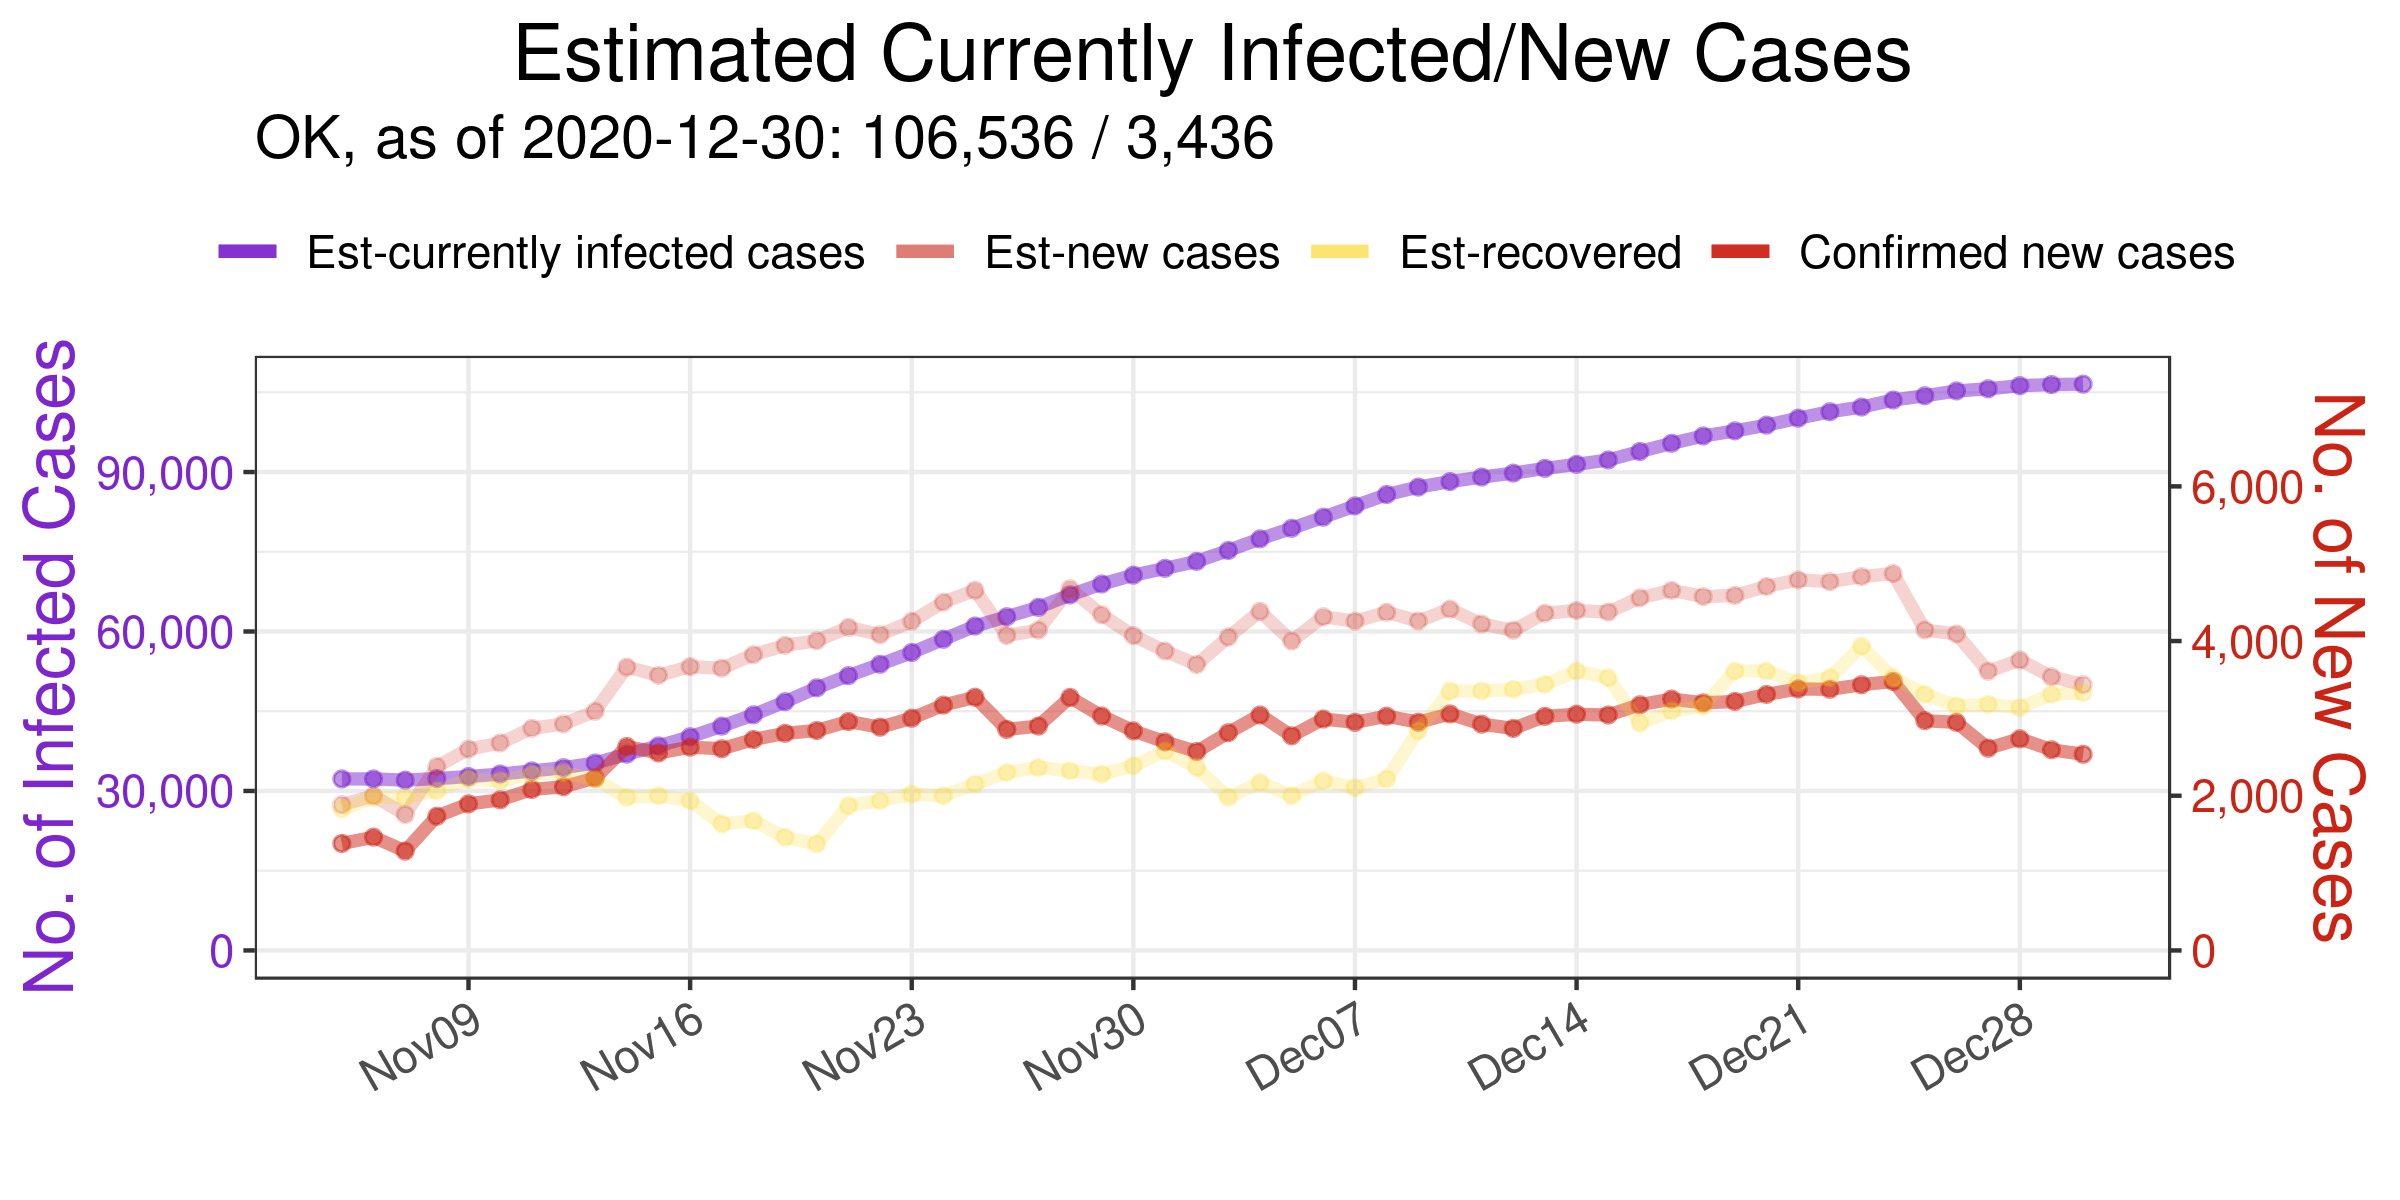 Estimated Currently Infected/New Cases
OK, as of 2020-12-30: 106,536 / 3,436
Est-currently infected cases Est-new cases Est-recovered Confirmed new cases
No. of Infected Cases
90,000
60,000
30,000
0
6,000
4,000
2,000
0
No. of New Cases
Nov09 Nov16 Nov23 Nov30 Dec07 Dec14 Dec21 Dec28